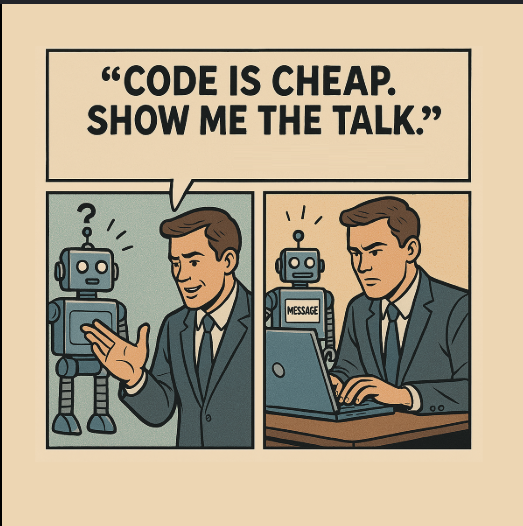 “CODE IS CHEAP.
SHOW ME THE TALK.”
?
MESSAGE